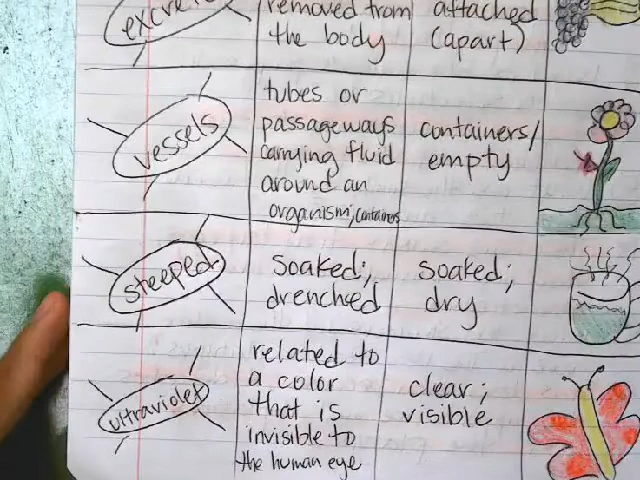 removed from
the body
attached
(apart)
vessels
tubes or
passageways
carrying fluid
around an
organism; containers
containers/
empty
steeped
soaked;
drenched
soaked;
dry
ultraviolet
related to
a color
that is
invisible to
the human eye
clear;
visible